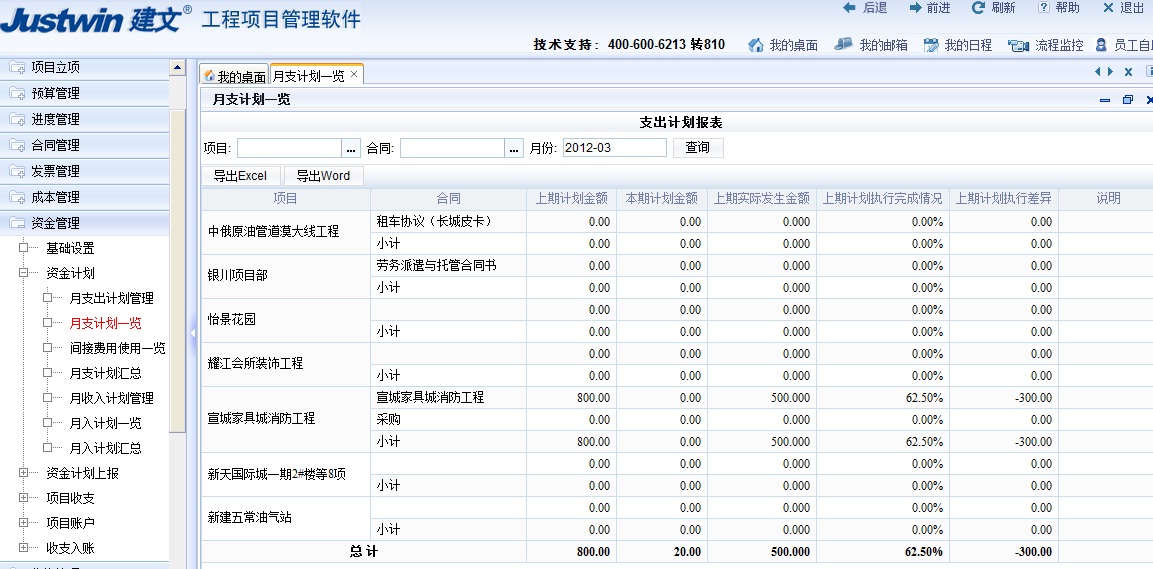 Justwin 建文® 工程项目管理软件
后退 前进 刷新 帮助 退出
技术支持：400-600-6213 转810 我的桌面 我的邮箱 我的日程 流程监控 员工自
项目立项
预算管理
进度管理
合同管理
发票管理
成本管理
资金管理
基础设置
资金计划
月支出计划管理
月支计划一览
间接费用使用一览
月支计划汇总
月收入计划管理
月入计划一览
月入计划汇总
资金计划上报
项目收支
项目账户
收支入账
我的桌面 月支计划一览
月支计划一览
支出计划报表
项目: ... 合同: ... 月份: 2012-03 查询
导出Excel 导出Word
项目 合同 上期计划金额 本期计划金额 上期实际发生金额 上期计划执行完成情况 上期计划执行差异 说明
中俄原油管道漠大线工程 租车协议（长城皮卡） 0.00 0.00 0.000 0.00% 0.00
小计 0.00 0.00 0.000 0.00% 0.00
银川项目部 劳务派遣与托管合同书 0.00 0.00 0.000 0.00% 0.00
小计 0.00 0.00 0.000 0.00% 0.00
怡景花园 0.00 0.00 0.000 0.00% 0.00
小计 0.00 0.00 0.000 0.00% 0.00
耀江会所装饰工程 0.00 0.00 0.000 0.00% 0.00
小计 0.00 0.00 0.000 0.00% 0.00
宣城家具城消防工程 宣城家具城消防工程 800.00 0.00 500.000 62.50% -300.00
采购 0.00 0.00 0.000 0.00% 0.00
小计 800.00 0.00 500.000 62.50% -300.00
新天国际城一期2#楼等8项 0.00 0.00 0.000 0.00% 0.00
小计 0.00 0.00 0.000 0.00% 0.00
新建五常油气站 0.00 0.00 0.000 0.00% 0.00
小计 0.00 0.00 0.000 0.00% 0.00
总 计 800.00 20.00 500.000 62.50% -300.00